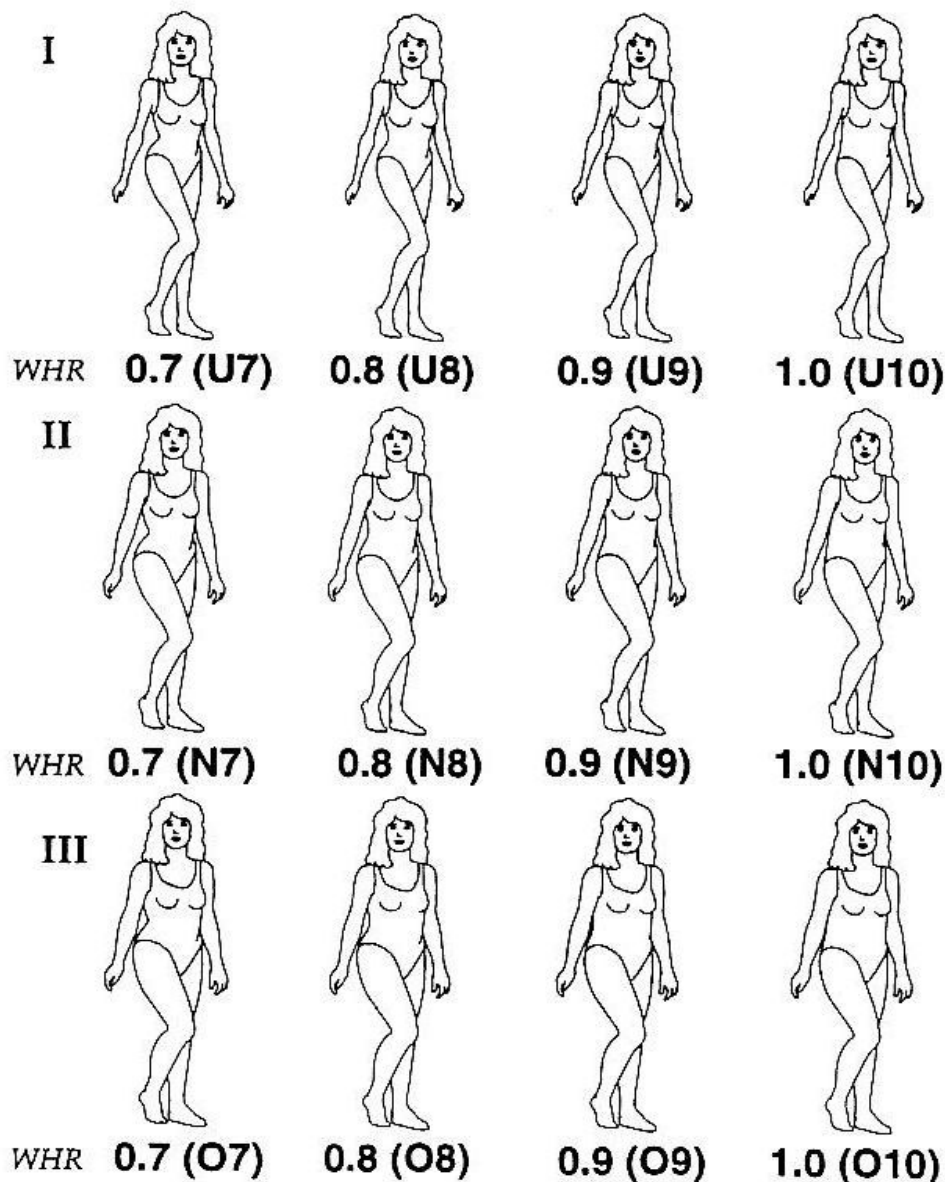 I
WHR 0.7 (U7) 0.8 (U8) 0.9 (U9) 1.0 (U10)
II
WHR 0.7 (N7) 0.8 (N8) 0.9 (N9) 1.0 (N10)
III
WHR 0.7 (O7) 0.8 (O8) 0.9 (O9) 1.0 (O10)